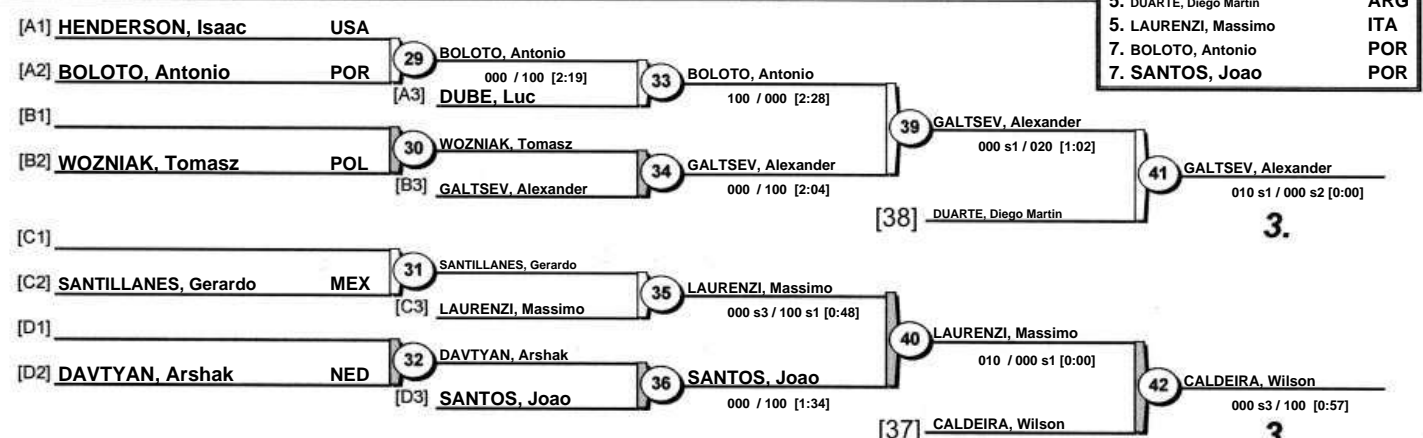 5. DUARTE, Diego Martin ARG
[A1] HENDERSON, Isaac USA
5. LAURENZI, Massimo ITA
29 BOLOTO, Antonio
7. BOLOTO, Antonio POR
[A2] BOLOTO, Antonio POR
000 / 100 [2:19]
33 BOLOTO, Antonio
7. SANTOS, Joao POR
[A3] DUBE, Luc
100 / 000 [2:28]
[B1]
39 GALTSEV, Alexander
30 WOZNIAK, Tomasz
000 s1 / 020 [1:02]
[B2] WOZNIAK, Tomasz POL
34 GALTSEV, Alexander
41 GALTSEV, Alexander
[B3] GALTSEV, Alexander
000 / 100 [2:04]
010 s1 / 000 s2 [0:00]
[38] DUARTE, Diego Martin
3.
[C1]
31 SANTILLANES, Gerardo
[C2] SANTILLANES, Gerardo MEX
35 LAURENZI, Massimo
[C3] LAURENZI, Massimo
000 s3 / 100 s1 [0:48]
[D1]
40 LAURENZI, Massimo
32 DAVTYAN, Arshak
010 / 000 s1 [0:00]
[D2] DAVTYAN, Arshak NED
36 SANTOS, Joao
42 CALDEIRA, Wilson
[D3] SANTOS, Joao
000 / 100 [1:34]
000 s3 / 100 [0:57]
[37] CALDEIRA, Wilson
3.